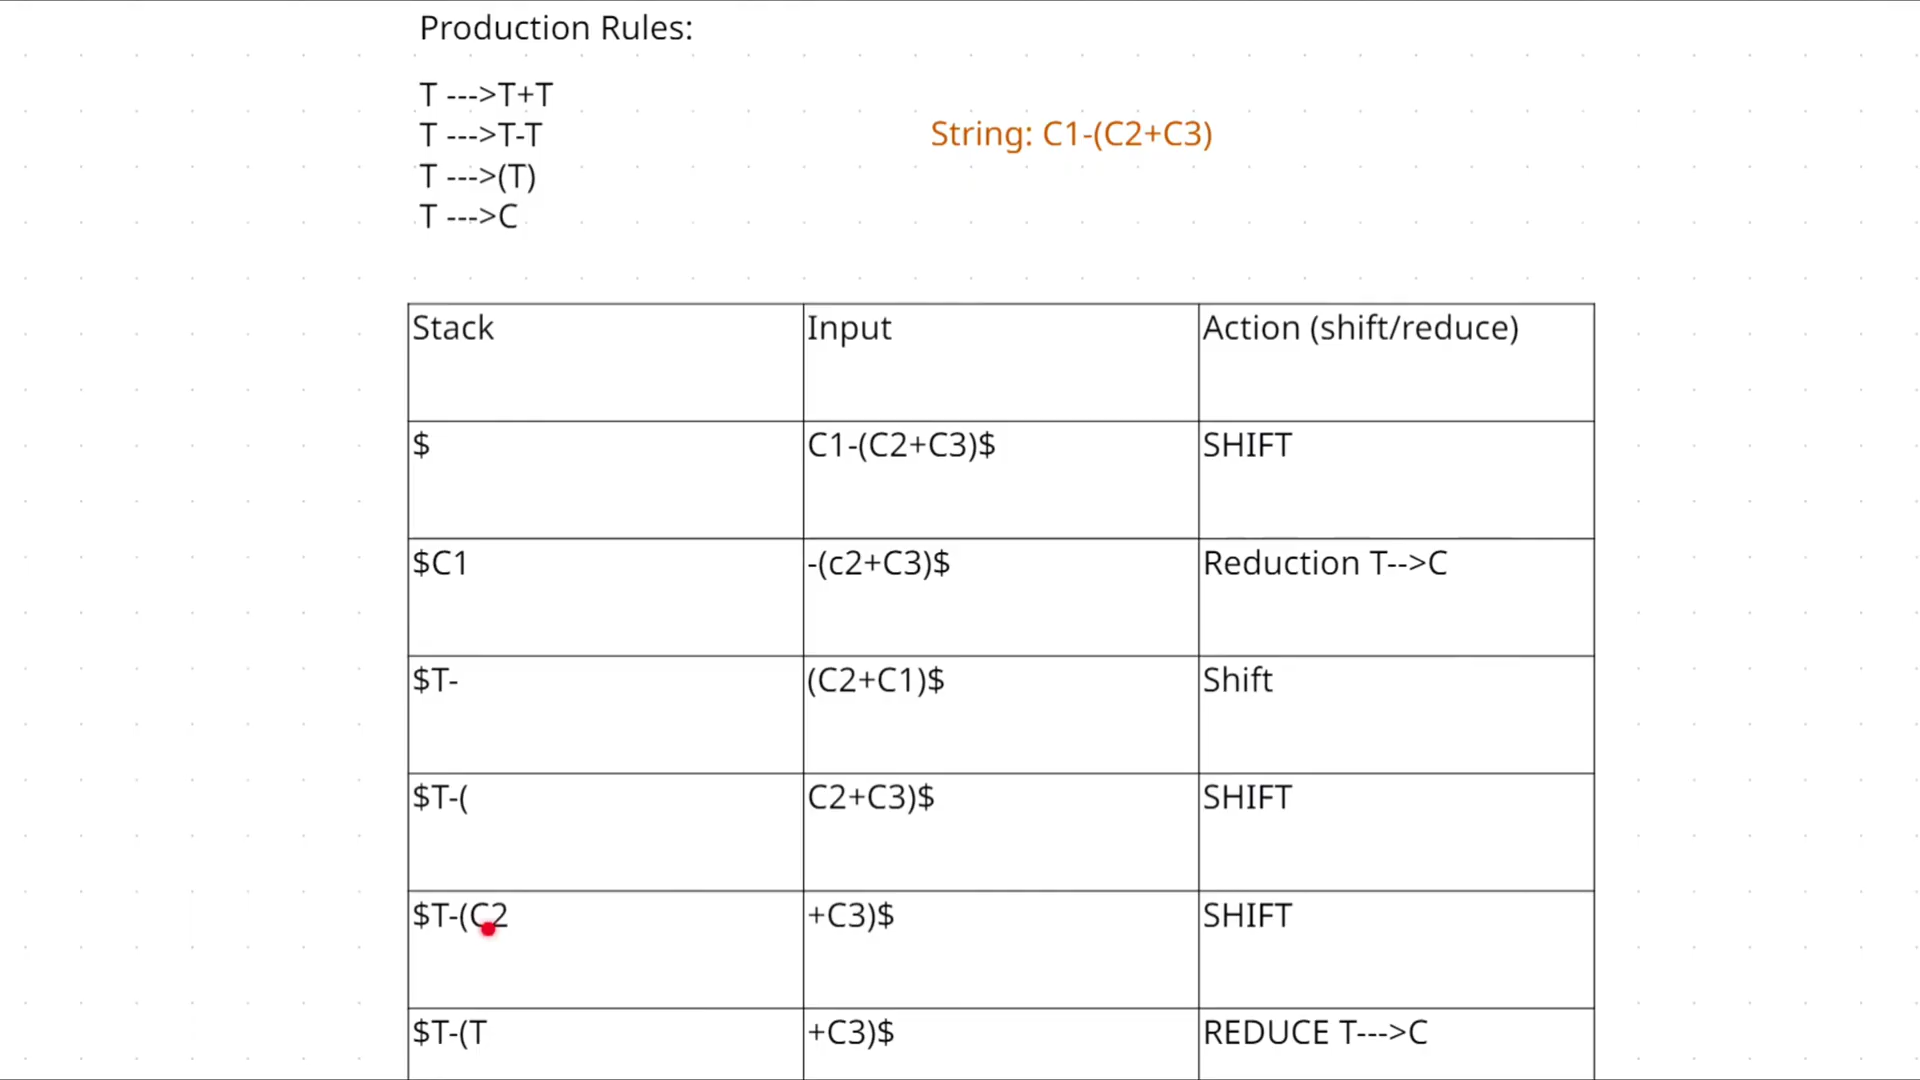 Production Rules:
T --->T+T
T --->T-T
T --->(T)
T --->C
String: C1-(C2+C3)
Stack Input Action (shift/reduce)
$ C1-(C2+C3)$ SHIFT
$C1 -(c2+C3)$ Reduction T-->C
$T- (C2+C1)$ Shift
$T-( C2+C3)$ SHIFT
$T-(C2 +C3)$ SHIFT
$T-(T +C3)$ REDUCE T--->C